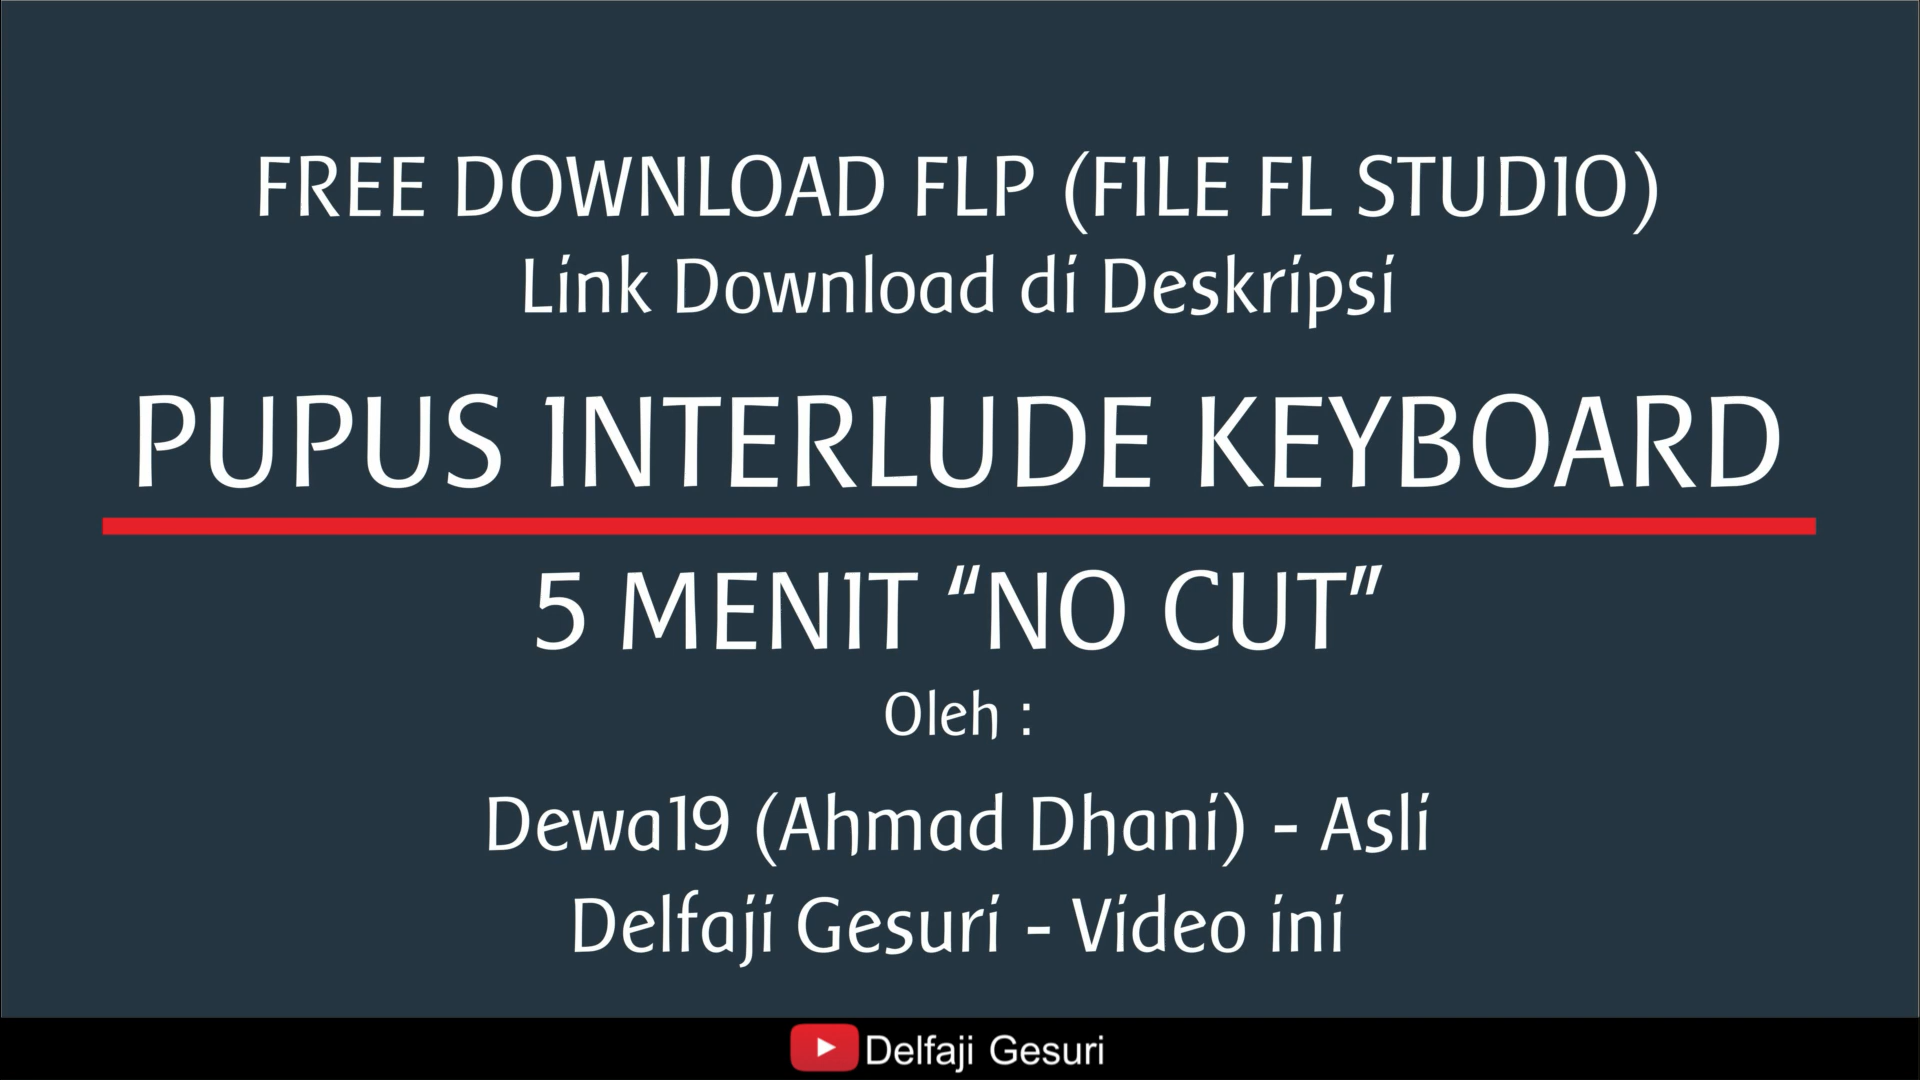 FREE DOWNLOAD FLP (FILE FL STUDIO)
Link Download di Deskripsi
PUPUS INTERLUDE KEYBOARD
5 MENIT “NO CUT”
Oleh :
Dewa19 (Ahmad Dhani) - Asli
Delfaji Gesuri - Video ini
Delfaji Gesuri